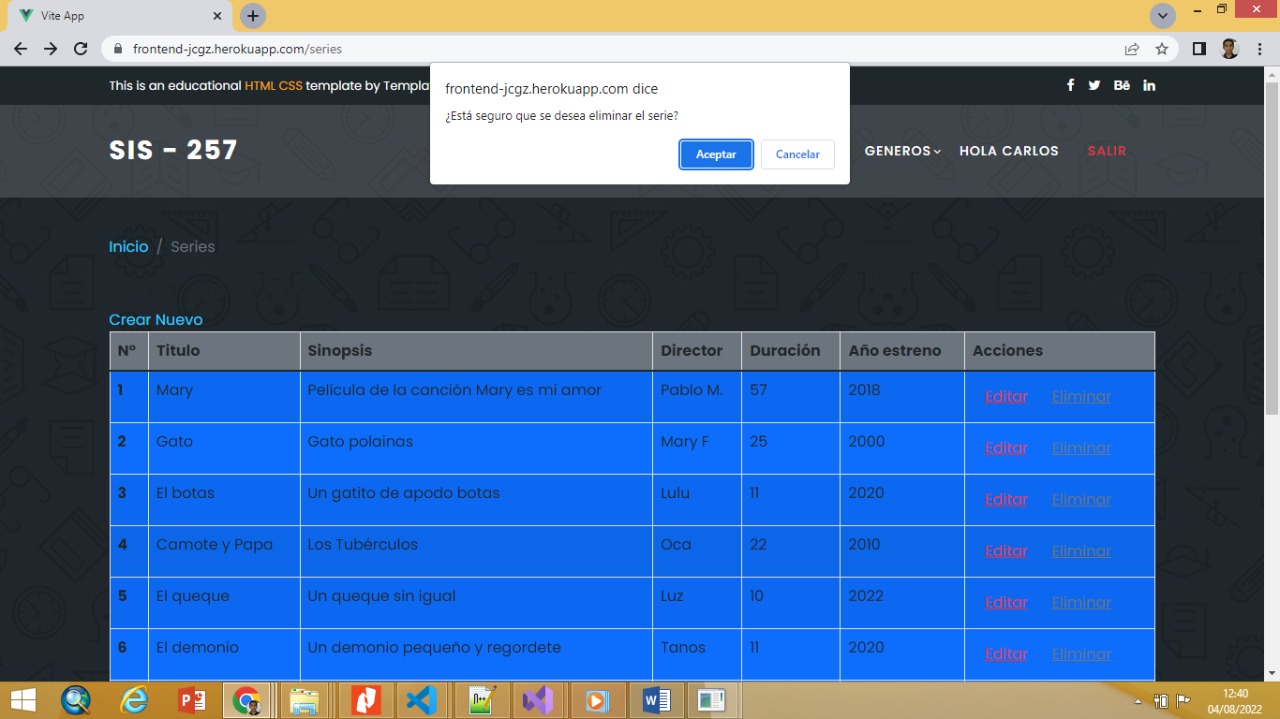 Vite App
frontend-jcgz.herokuapp.com/series
This is an educational HTML CSS template by Templa
frontend-jcgz.herokuapp.com dice
¿Está seguro que se desea eliminar el serie?
Aceptar Cancelar
SIS - 257
GENEROS HOLA CARLOS SALIR
Inicio / Series
Crear Nuevo
N° Titulo Sinopsis Director Duración Año estreno Acciones
1 Mary Película de la canción Mary es mi amor Pablo M. 57 2018 Editar Eliminar
2 Gato Gato polainas Mary F 25 2000 Editar Eliminar
3 El botas Un gatito de apodo botas Lulu 11 2020 Editar Eliminar
4 Camote y Papa Los Tubérculos Oca 22 2010 Editar Eliminar
5 El queque Un queque sin igual Luz 10 2022 Editar Eliminar
6 El demonio Un demonio pequeño y regordete Tanos 11 2020 Editar Eliminar
12:40
04/08/2022